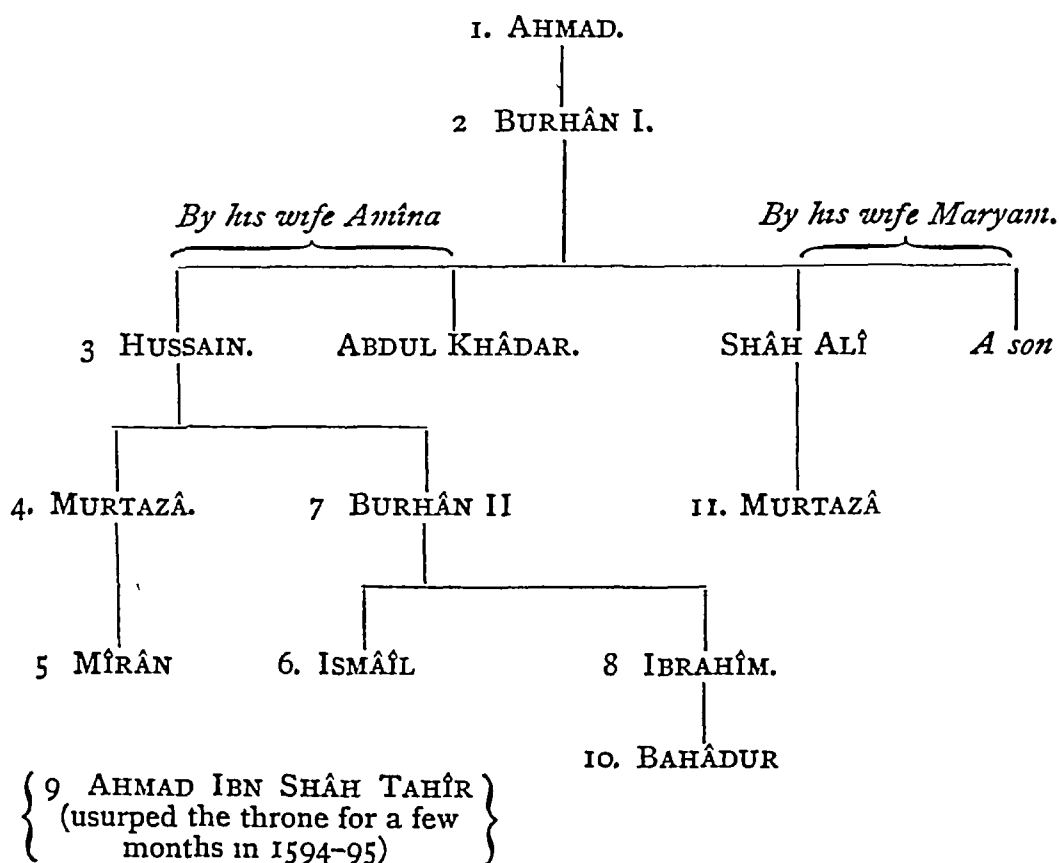 1. AHMAD.
2 BURHÂN I.
By his wife Amîna
By his wife Maryam.
3 HUSSAIN. ABDUL KHÂDAR. SHÂH ALÎ A son
4. MURTAZÂ. 7 BURHÂN II 11. MURTAZÂ
5 MÎRÂN 6. ISMÂÎL 8 IBRAHÎM.
10. BAHÂDUR
9 AHMAD IBN SHÂH TAHÎR
(usurped the throne for a few
months in 1594-95)